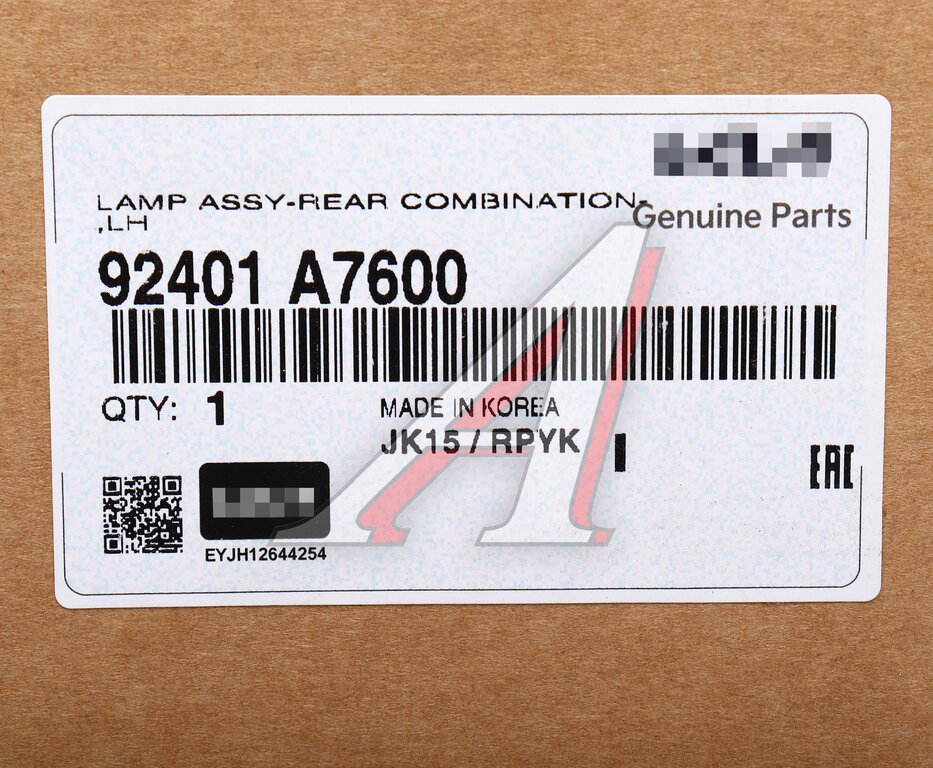 LAMP ASSY-REAR COMBINATION-
,LH
Genuine Parts
92401 A7600
QTY: 1
MADE IN KOREA
JK15 / RPYK
EAC
EYJH12644254